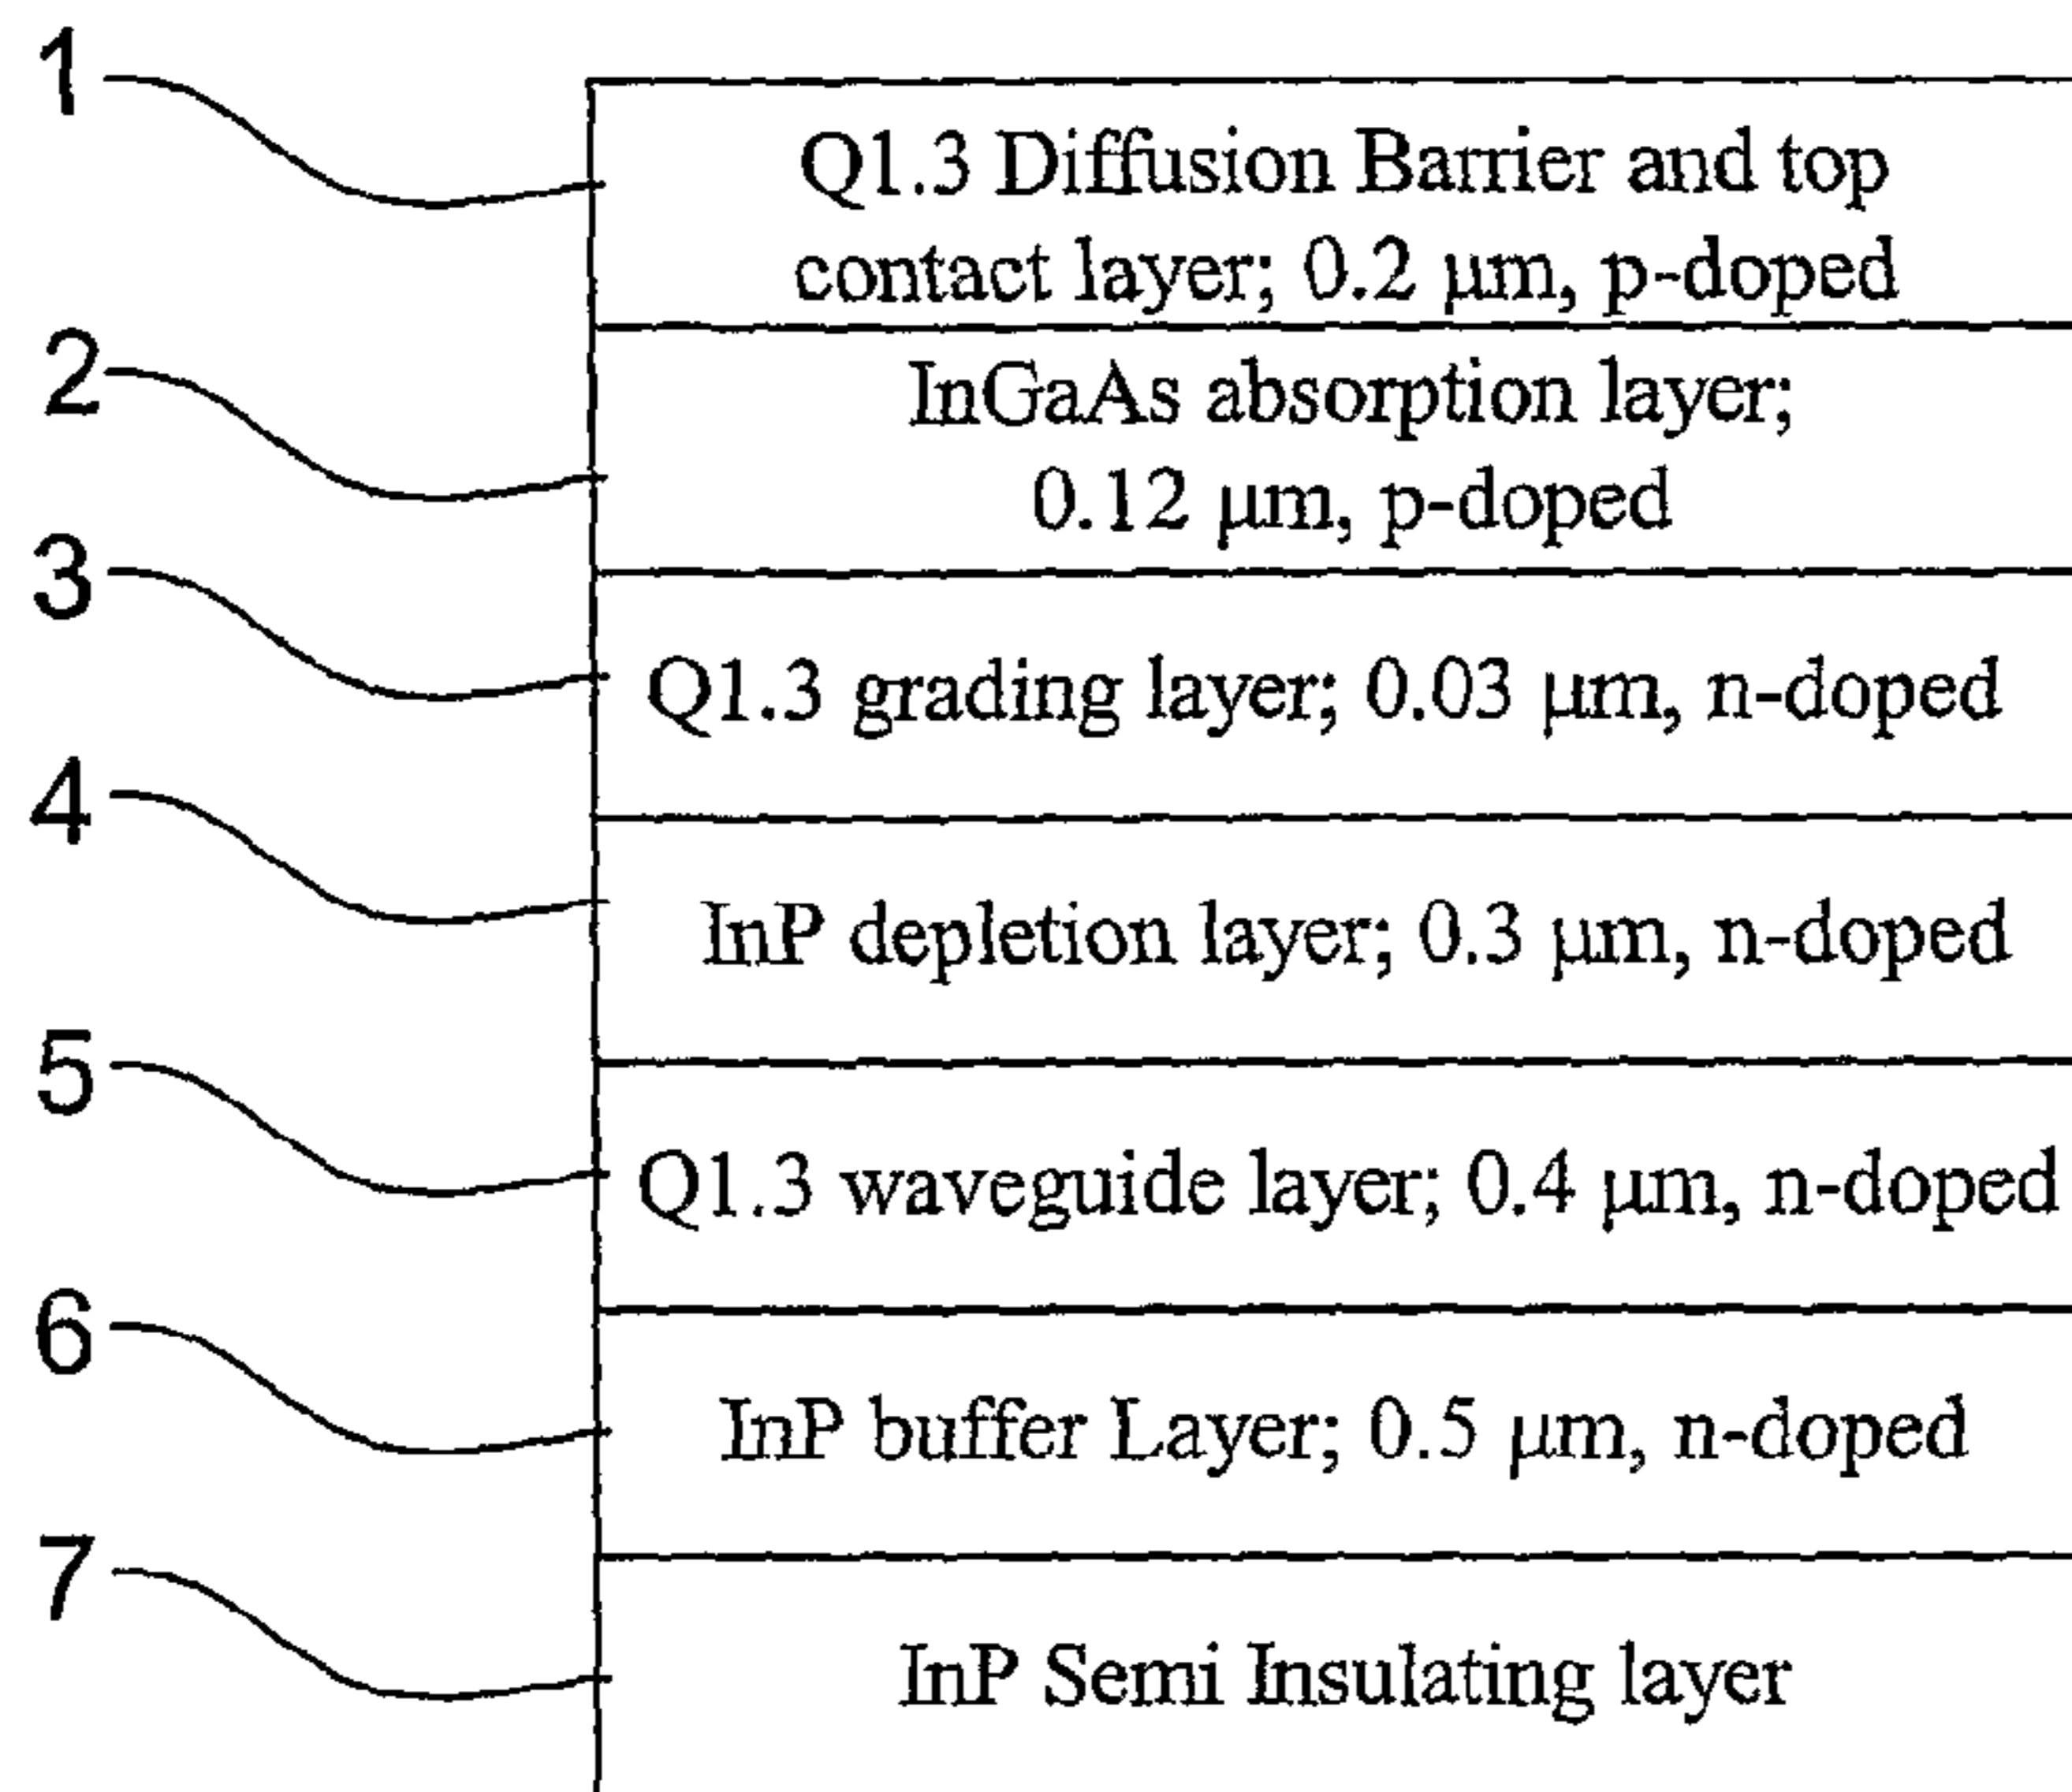 1
Q1.3 Diffusion Barrier and top
contact layer; 0.2 μm, p-doped
2
InGaAs absorption layer;
0.12 μm, p-doped
3
Q1.3 grading layer; 0.03 μm, n-doped
4
InP depletion layer; 0.3 μm, n-doped
5
Q1.3 waveguide layer; 0.4 μm, n-doped
6
InP buffer Layer; 0.5 μm, n-doped
7
InP Semi Insulating layer